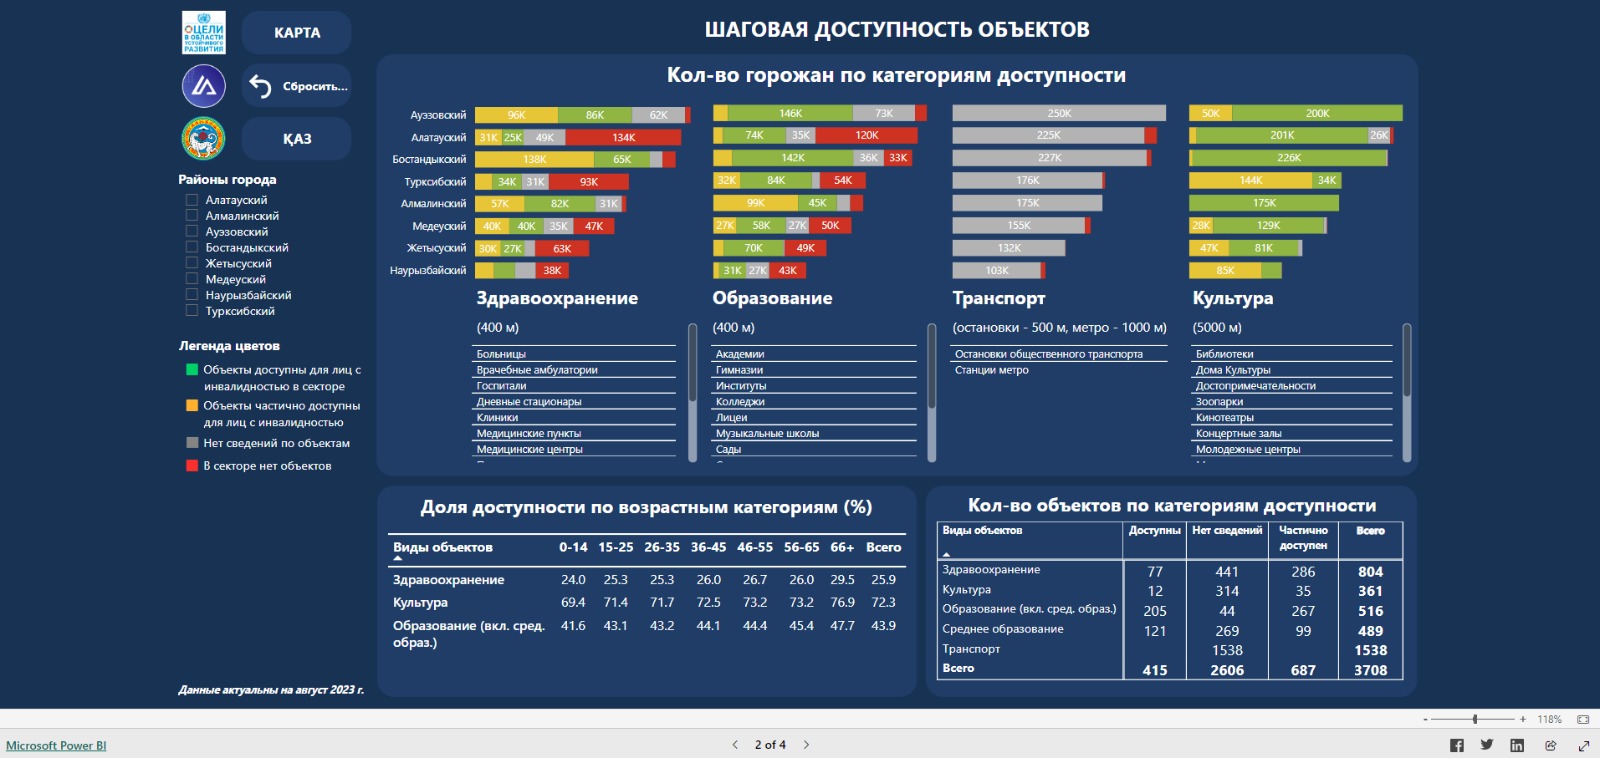 ЦЕЛИ
В ОБЛАСТИ
УСТОЙЧИВОГО
РАЗВИТИЯ
КАРТА
Сбросить...
ҚАЗ
Районы города
Алатауский
Алмалинский
Ауэзовский
Бостандыкский
Жетысуский
Медеуский
Наурызбайский
Турксибский
Легенда цветов
Объекты доступны для лиц с
инвалидностью в секторе
Объекты частично доступны
для лиц с инвалидностью
Нет сведений по объектам
В секторе нет объектов
Данные актуальны на август 2023 г.
ШАГОВАЯ ДОСТУПНОСТЬ ОБЪЕКТОВ
Кол-во горожан по категориям доступности
Ауэзовский 96K 86K 62K 146K 73K 250K 50K 200K
Алатауский 31K 25K 49K 134K 74K 35K 120K 225K 201K 26K
Бостандыкский 138K 65K 142K 36K 33K 227K 226K
Турксибский 34K 31K 93K 32K 84K 54K 176K 144K 34K
Алмалинский 57K 82K 31K 99K 45K 175K 175K
Медеуский 40K 40K 35K 47K 27K 58K 27K 50K 155K 28K 129K
Жетысуский 30K 27K 63K 70K 49K 132K 47K 81K
Наурызбайский 38K 31K 27K 43K 103K 85K
Здравоохранение
(400 м)
Больницы
Врачебные амбулатории
Госпитали
Дневные стационары
Клиники
Медицинские пункты
Медицинские центры
Образование
(400 м)
Академии
Гимназии
Институты
Колледжи
Лицеи
Музыкальные школы
Сады
Транспорт
(остановки - 500 м, метро - 1000 м)
Остановки общественного транспорта
Станции метро
Культура
(5000 м)
Библиотеки
Дома Культуры
Достопримечательности
Зоопарки
Кинотеатры
Концертные залы
Молодежные центры
Доля доступности по возрастным категориям (%)
Виды объектов 0-14 15-25 26-35 36-45 46-55 56-65 66+ Всего
Здравоохранение 24.0 25.3 25.3 26.0 26.7 26.0 29.5 25.9
Культура 69.4 71.4 71.7 72.5 73.2 73.2 76.9 72.3
Образование (вкл. сред. 41.6 43.1 43.2 44.1 44.4 45.4 47.7 43.9
образ.)
Кол-во объектов по категориям доступности
Виды объектов Доступны Нет сведений Частично Всего
доступен
Здравоохранение 77 441 286 804
Культура 12 314 35 361
Образование (вкл. сред. образ.) 205 44 267 516
Среднее образование 121 269 99 489
Транспорт 1538 1538
Всего 415 2606 687 3708
- + 118%
Microsoft Power BI
2 of 4